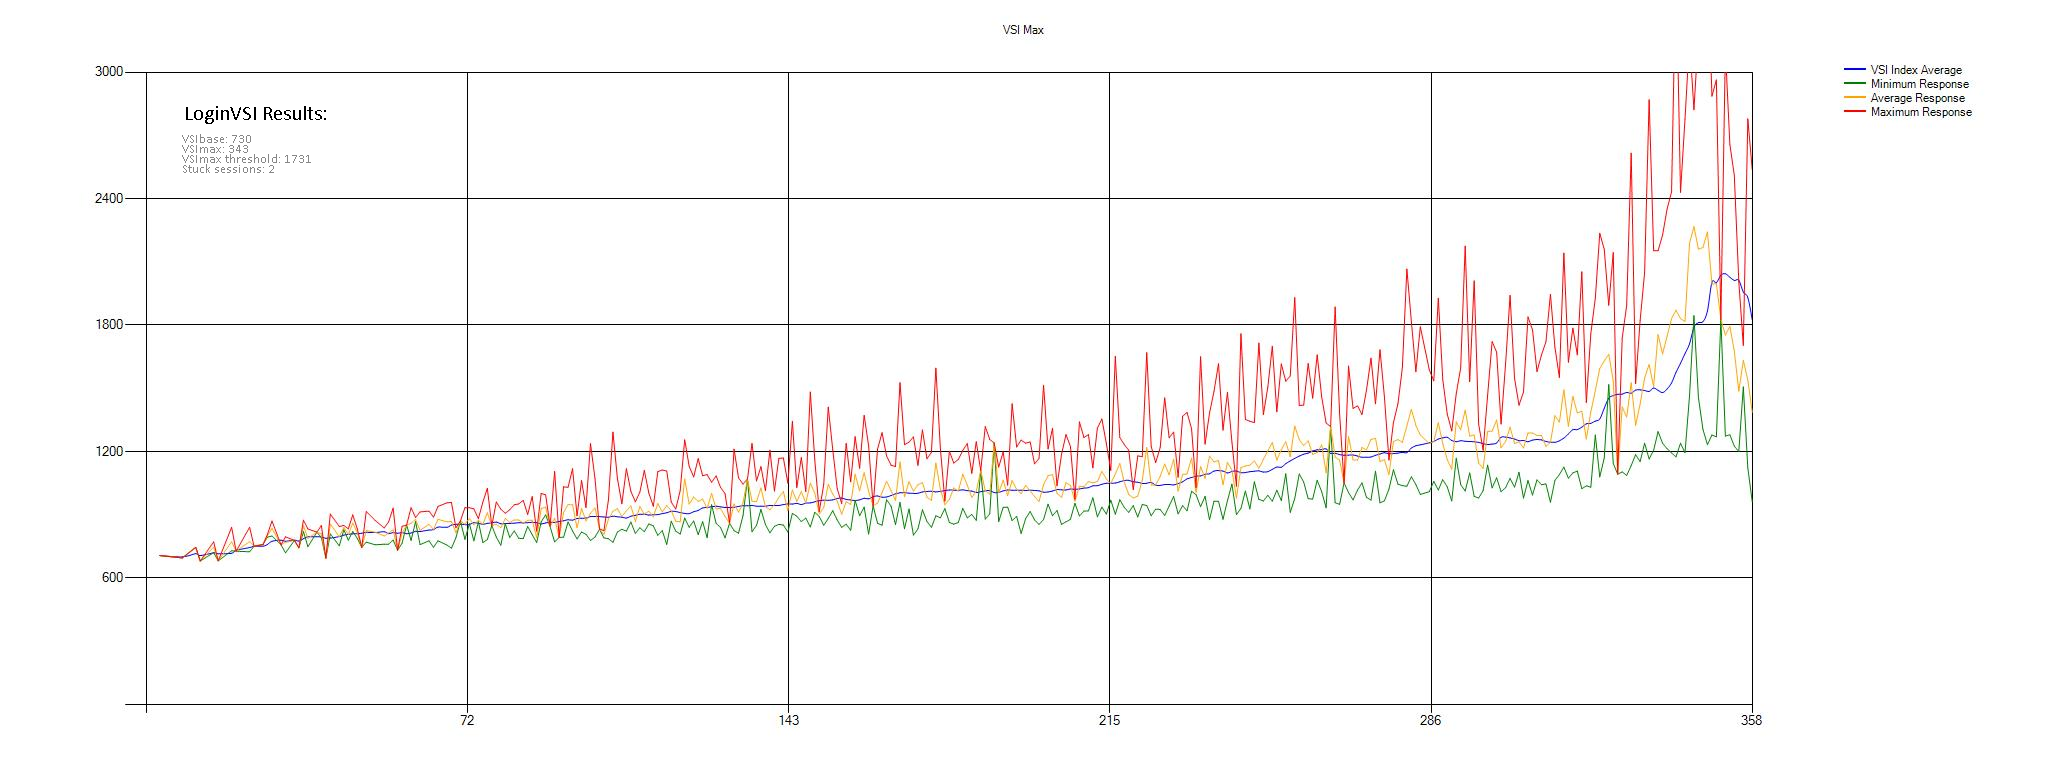 VSI Max
3000
2400
1800
1200
600
LoginVSI Results:
VSIbase: 730
VSImax: 343
VSImax threshold: 1731
Stuck sessions: 2
VSI Index Average
Minimum Response
Average Response
Maximum Response
72
143
215
286
358